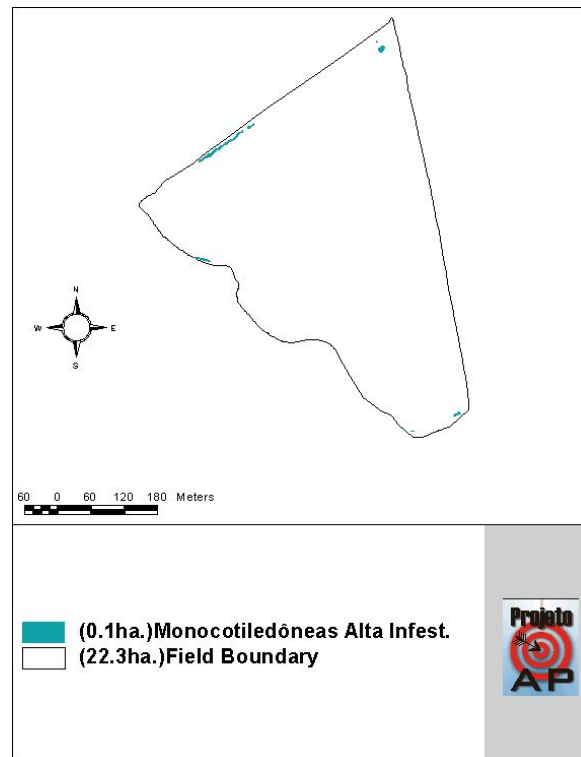 N
W E
S
60 0 60 120 180 Meters
(0.1ha.)Monocotiledôneas Alta Infest.
(22.3ha.)Field Boundary
Projeto
AP